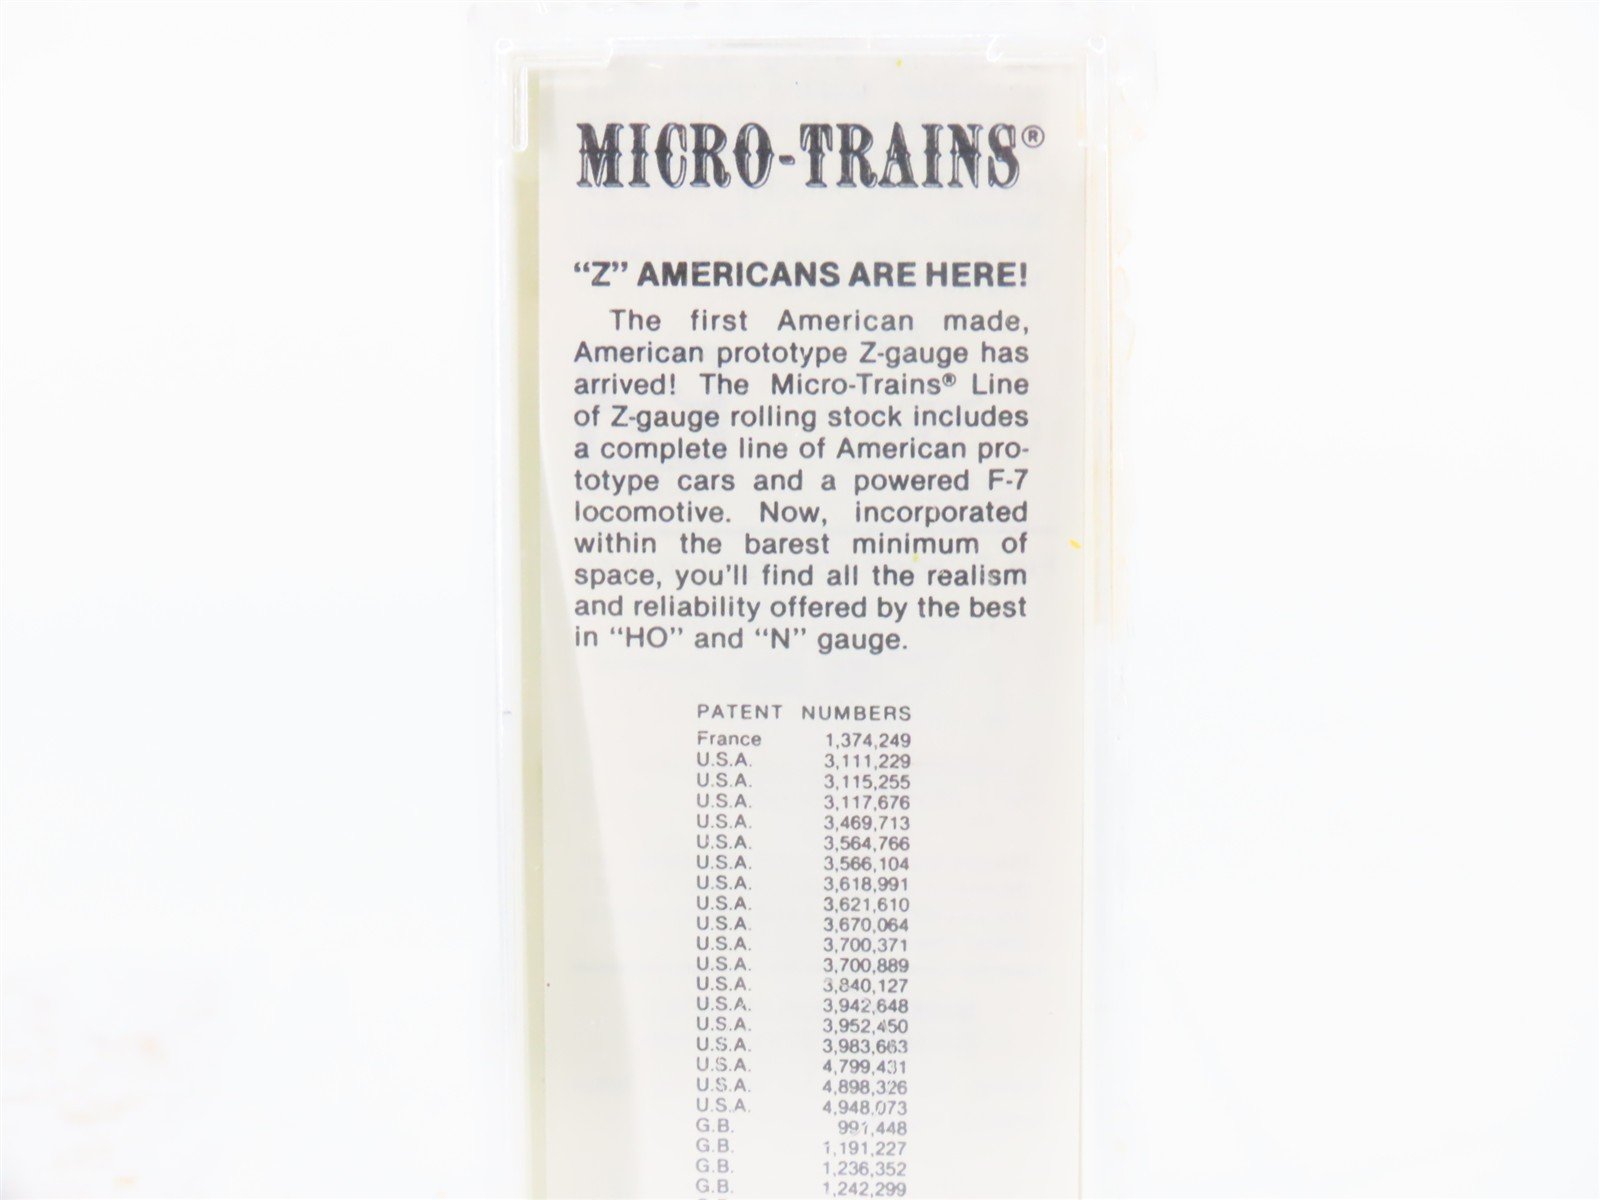 MICRO-TRAINS®
“Z” AMERICANS ARE HERE!
The first American made,
American prototype Z-gauge has
arrived! The Micro-Trains® Line
of Z-gauge rolling stock includes
a complete line of American pro-
totype cars and a powered F-7
locomotive. Now, incorporated
within the barest minimum of
space, you'll find all the realism
and reliability offered by the best
in “HO” and “N” gauge.
PATENT NUMBERS
France 1,374,249
U.S.A. 3,111,229
U.S.A. 3,115,255
U.S.A. 3,117,676
U.S.A. 3,469,713
U.S.A. 3,564,766
U.S.A. 3,566,104
U.S.A. 3,618,991
U.S.A. 3,621,610
U.S.A. 3,670,064
U.S.A. 3,700,371
U.S.A. 3,700,889
U.S.A. 3,840,127
U.S.A. 3,942,648
U.S.A. 3,952,450
U.S.A. 3,983,663
U.S.A. 4,799,431
U.S.A. 4,898,326
U.S.A. 4,948,073
G.B. 991,448
G.B. 1,191,227
G.B. 1,236,352
G.B. 1,242,299